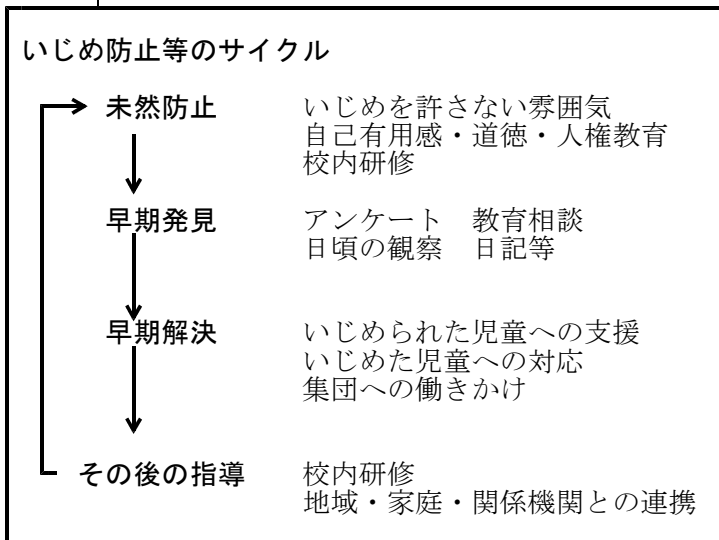 いじめ防止等のサイクル
未然防止 いじめを許さない雰囲気
自己有用感・道徳・人権教育
校内研修
早期発見 アンケート 教育相談
日頃の観察 日記等
早期解決 いじめられた児童への支援
いじめた児童への対応
集団への働きかけ
その後の指導 校内研修
地域・家庭・関係機関との連携